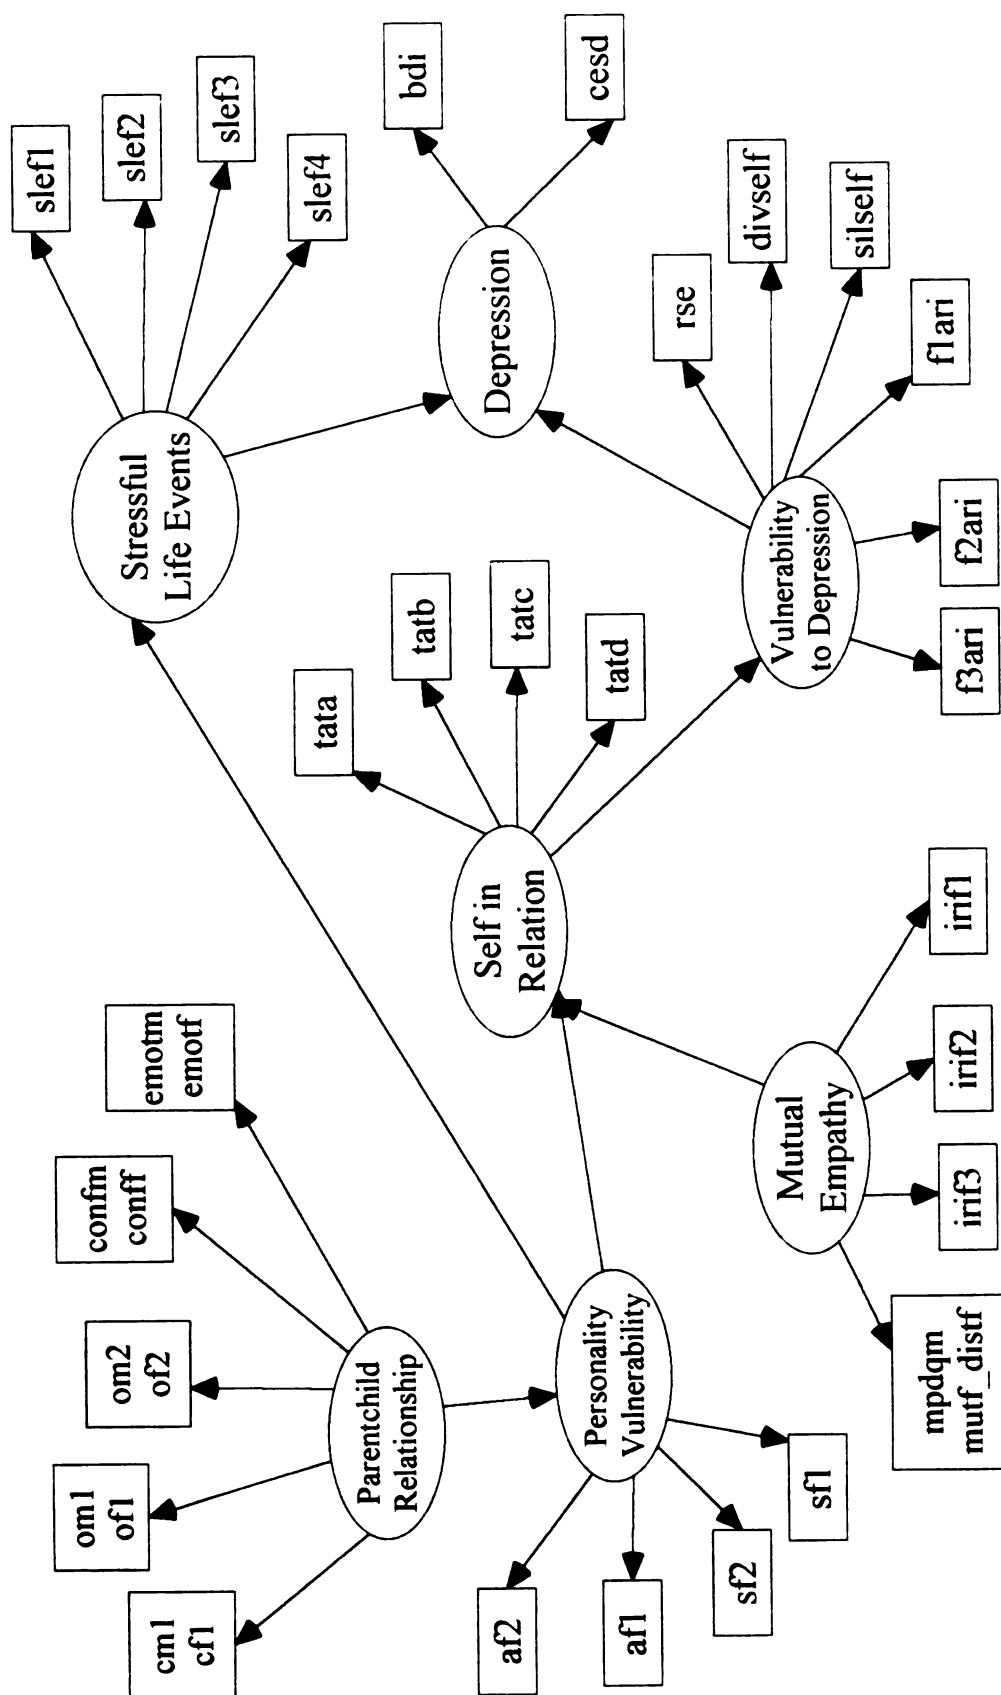 cm1
cf1
om1
of1
om2
of2
confm
conff
emotm
emotf
Parentchild
Relationship
Stressful
Life Events
slef1
slef2
slef3
slef4
af2
af1
sf2
sf1
Personality
Vulnerability
Self in
Relation
tata
tatb
tatc
tatd
Depression
bdi
cesd
Mutual
Empathy
mpdqm
mutf_distf
irif3
irif2
irif1
Vulnerability
to Depression
rse
divself
silself
f1ari
f2ari
f3ari